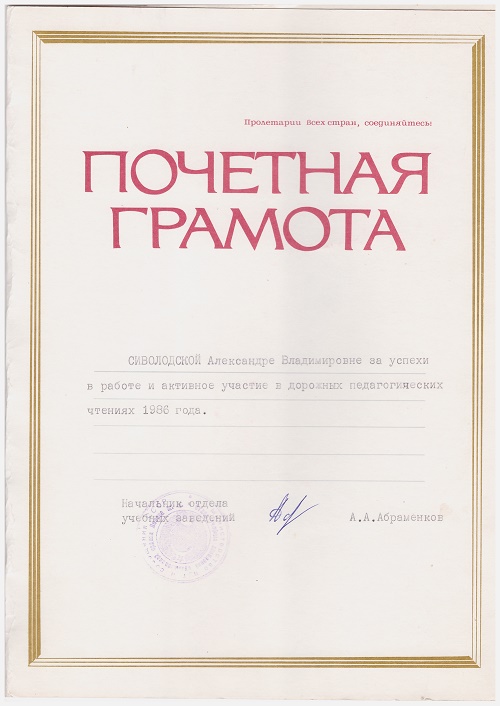 Пролетарии Всех стран, соединяйтесь
ПОЧЕТНАЯ
ГРАМОТА
СИВОЛОДСКОЙ Александре Владимировне за успехи
в работе и активное участие в дорожных педагогических
чтениях 1986 года.
Начальник отдела
учебных заведений А.А.Абраменков